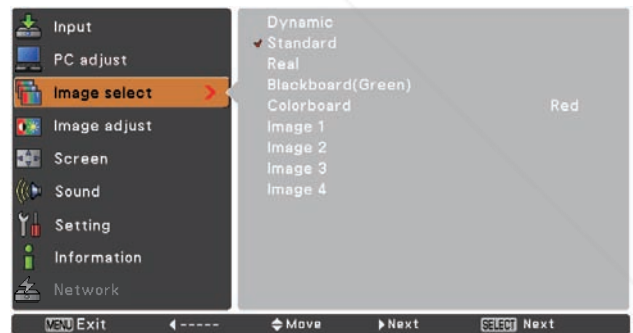 Input
PC adjust
Image select
Image adjust
Screen
Sound
Setting
Information
Network
Dynamic
Standard
Real
Blackboard(Green)
Colorboard Red
Image 1
Image 2
Image 3
Image 4
MENU Exit ----- Move Next SELECT Next